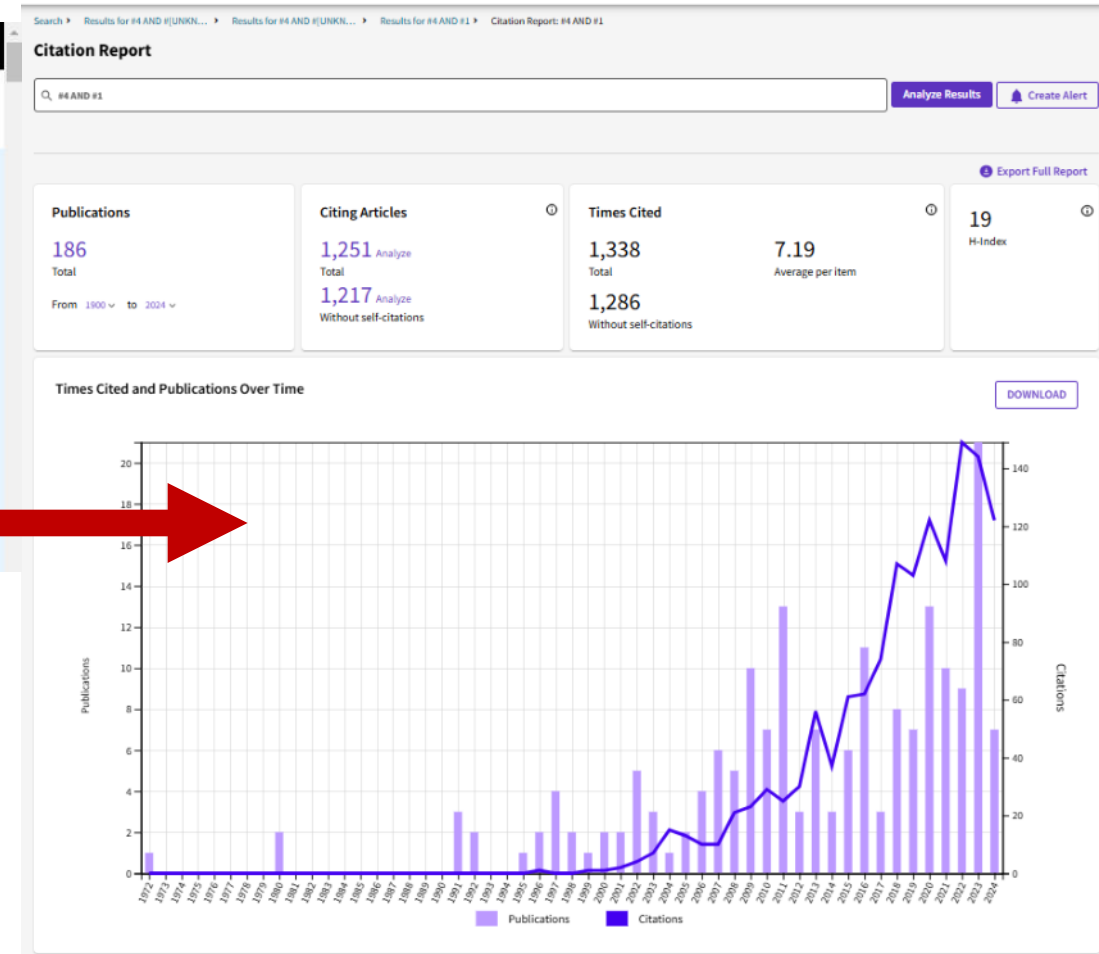 Search > Results for #4 AND #[UNKN... > Results for #4 AND #[UNKN... > Results for #4 AND #1 > Citation Report: #4 AND #1
Citation Report
#4 AND #1
Analyze Results
Create Alert
Export Full Report
Publications
186
Total
From 1900 to 2024
Citing Articles
1,251 Analyze
Total
1,217 Analyze
Without self-citations
Times Cited
1,338
Total
1,286
Without self-citations
7.19
Average per item
19
H-Index
Times Cited and Publications Over Time
DOWNLOAD
20
18
16
14
12
10
8
6
4
2
0
Publications
140
120
100
80
60
40
20
0
Citations
1972 1973 1974 1975 1976 1977 1978 1979 1980 1981 1982 1983 1984 1985 1986 1987 1988 1989 1990 1991 1992 1993 1994 1995 1996 1997 1998 1999 2000 2001 2002 2003 2004 2005 2006 2007 2008 2009 2010 2011 2012 2013 2014 2015 2016 2017 2018 2019 2020 2021 2022 2023 2024
Publications Citations